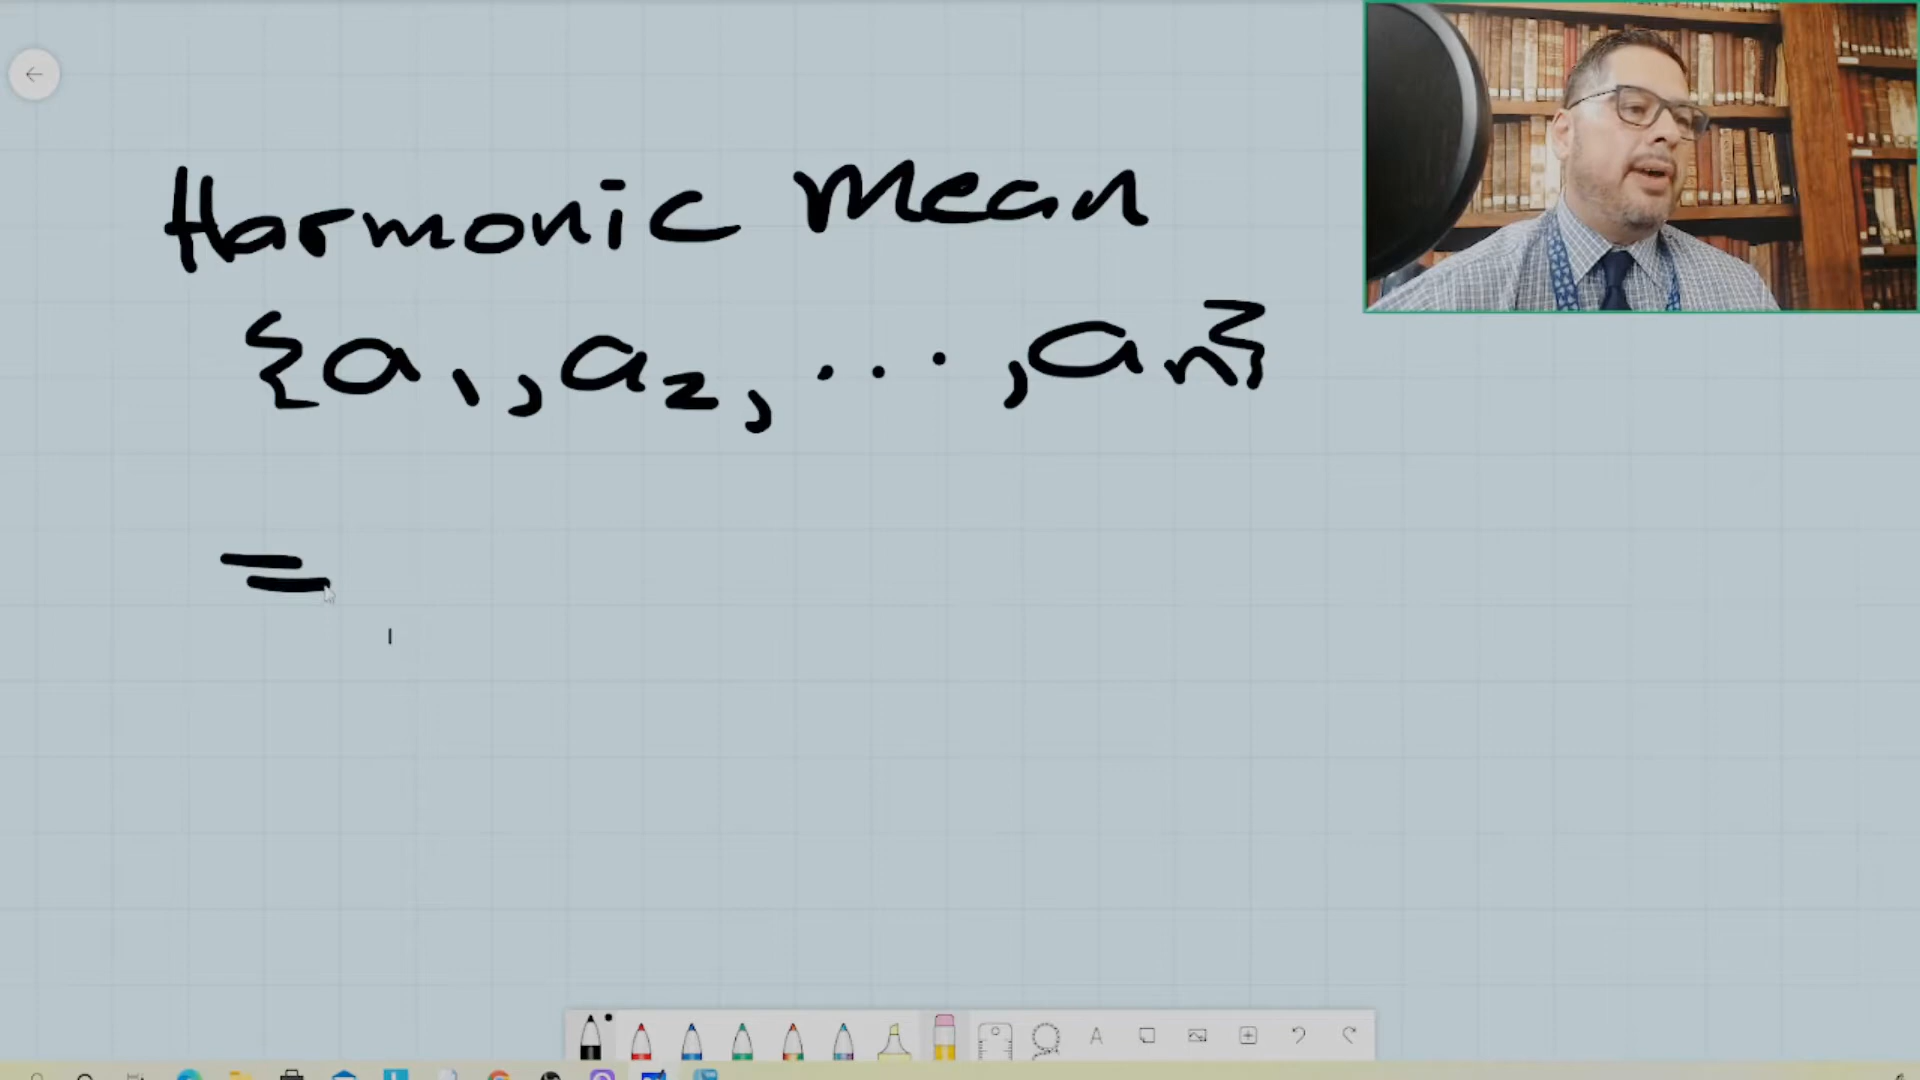 Harmonic Mean
{a₁, a₂, ..., aₙ}
=
A